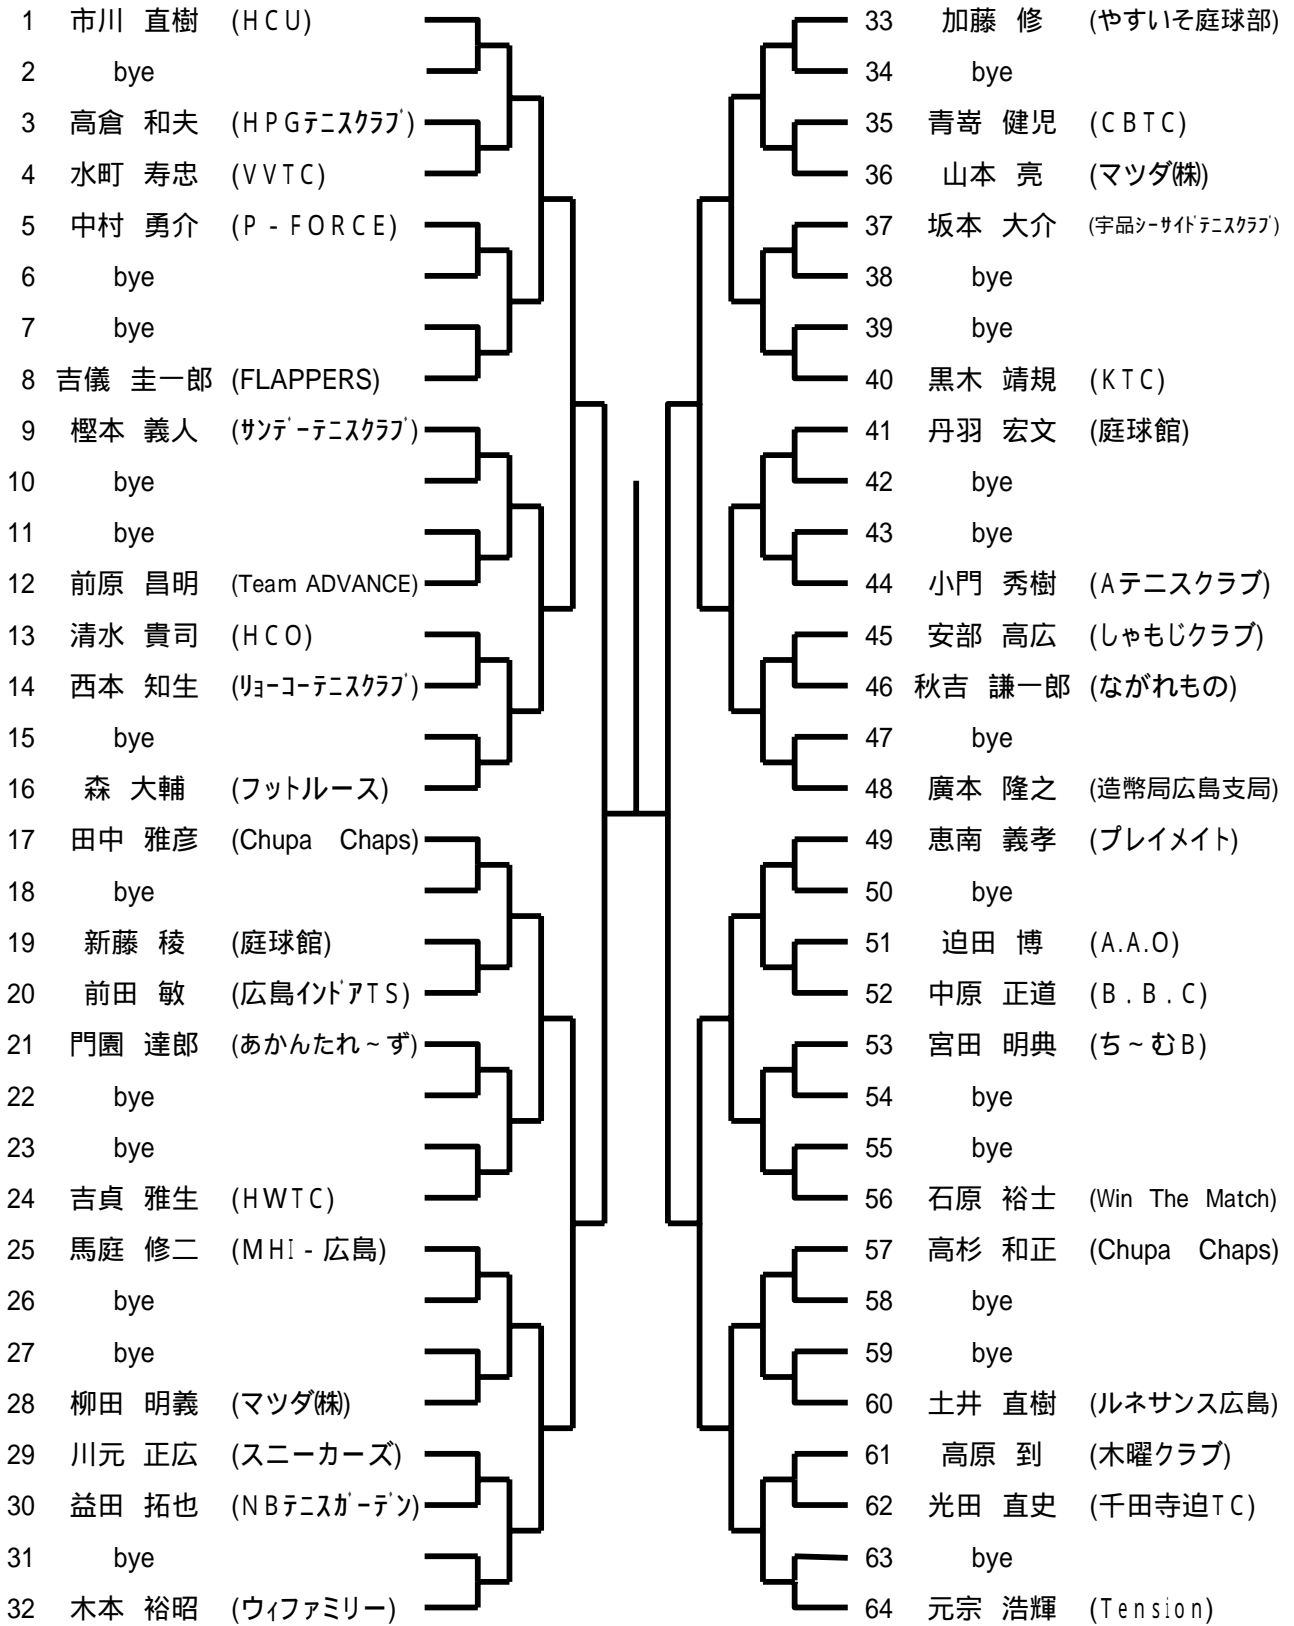 1 市川 直樹 (HCU)
2 bye
3 高倉 和夫 (HPGﾃﾆｽｸﾗﾌﾞ)
4 水町 寿忠 (VVTC)
5 中村 勇介 (P-FORCE)
6 bye
7 bye
8 吉儀 圭一郎 (FLAPPERS)
9 樫本 義人 (ｻﾝﾃﾞｰﾃﾆｽｸﾗﾌﾞ)
10 bye
11 bye
12 前原 昌明 (Team ADVANCE)
13 清水 貴司 (HCO)
14 西本 知生 (ﾘｮｰｺｰﾃﾆｽｸﾗﾌﾞ)
15 bye
16 森 大輔 (フットルース)
17 田中 雅彦 (Chupa Chaps)
18 bye
19 新藤 稜 (庭球館)
20 前田 敏 (広島ｲﾝﾄﾞｱTS)
21 門園 達郎 (あかんたれ~ず)
22 bye
23 bye
24 吉貞 雅生 (HWTC)
25 馬庭 修二 (MHI-広島)
26 bye
27 bye
28 柳田 明義 (マツダ㈱)
29 川元 正広 (スニーカーズ)
30 益田 拓也 (NBﾃﾆｽｶﾞｰﾃﾞﾝ)
31 bye
32 木本 裕昭 (ウィファミリー)
33 加藤 修 (やすいそ庭球部)
34 bye
35 青嵜 健児 (CBTC)
36 山本 亮 (マツダ㈱)
37 坂本 大介 (宇品ｼｰｻｲﾄﾞﾃﾆｽｸﾗﾌﾞ)
38 bye
39 bye
40 黒木 靖規 (KTC)
41 丹羽 宏文 (庭球館)
42 bye
43 bye
44 小門 秀樹 (Aテニスクラブ)
45 安部 高広 (しゃもじクラブ)
46 秋吉 謙一郎 (ながれもの)
47 bye
48 廣本 隆之 (造幣局広島支局)
49 恵南 義孝 (プレイメイト)
50 bye
51 迫田 博 (A.A.O)
52 中原 正道 (B.B.C)
53 宮田 明典 (ち~むB)
54 bye
55 bye
56 石原 裕士 (Win The Match)
57 高杉 和正 (Chupa Chaps)
58 bye
59 bye
60 土井 直樹 (ルネサンス広島)
61 高原 到 (木曜クラブ)
62 光田 直史 (千田寺迫TC)
63 bye
64 元宗 浩輝 (Tension)